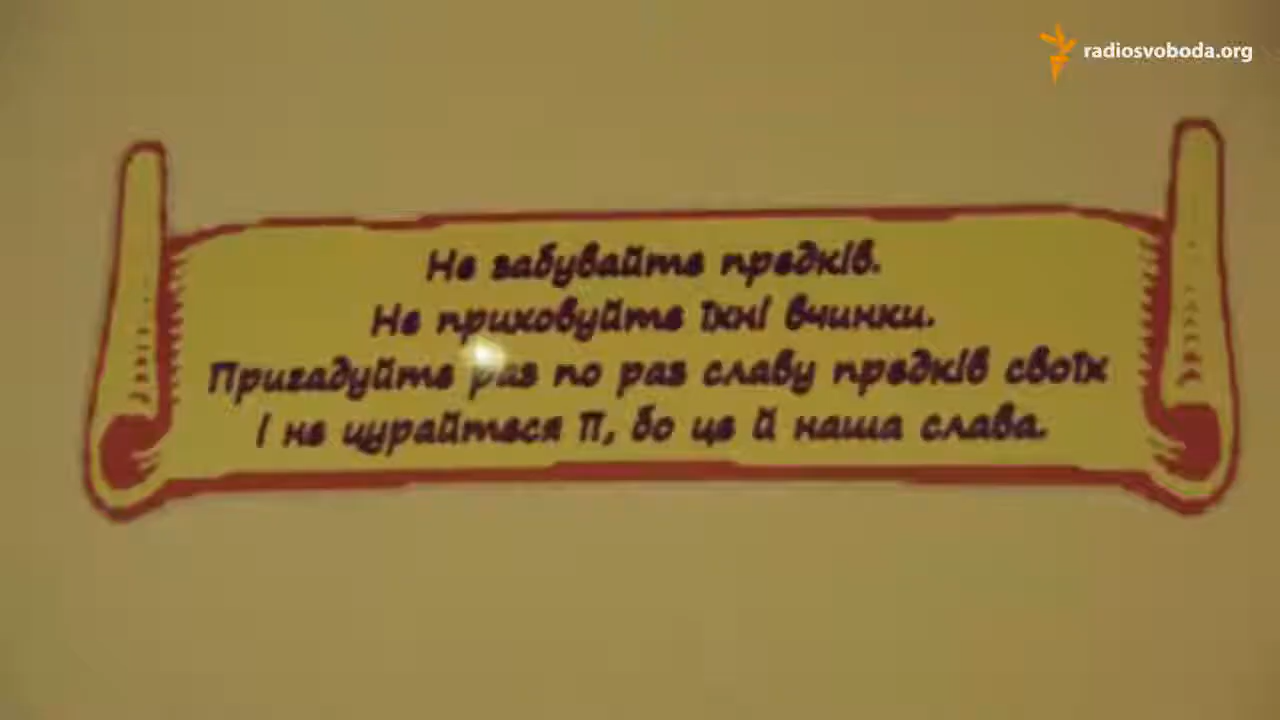 radiosvoboda.org
Не забувайте предків.
Не приховуйте їхні вчинки.
Пригадуйте раз по раз славу предків своїх
І не цурайтеся її, бо це й наша слава.